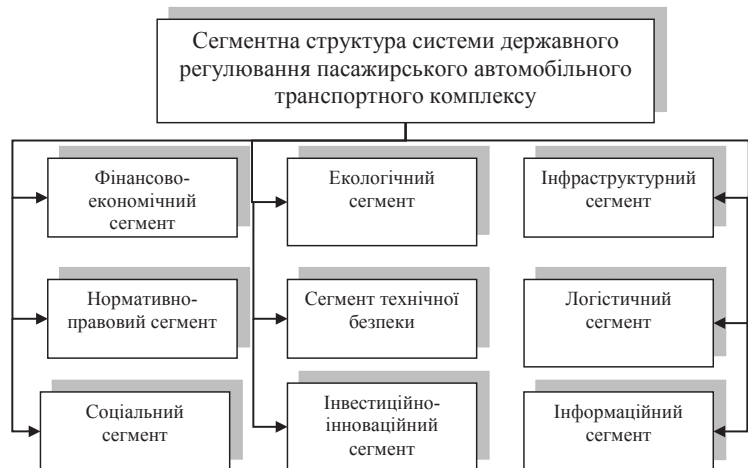 Сегментна структура системи державного
регулювання пасажирського автомобільного
транспортного комплексу
Фінансово-
економічний
сегмент
Екологічний
сегмент
Інфраструктурний
сегмент
Нормативно-
правовий сегмент
Сегмент технічної
безпеки
Логістичний
сегмент
Соціальний
сегмент
Інвестиційно-
інноваційний
сегмент
Інформаційний
сегмент